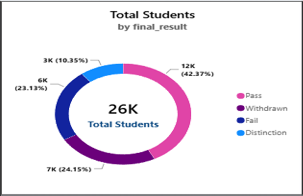 Total Students
by final_result
3K (10.35%)
12K
(42.37%)
6K
(23.13%)
26K
Total Students
Pass
Withdrawn
Fail
Distinction
7K (24.15%)